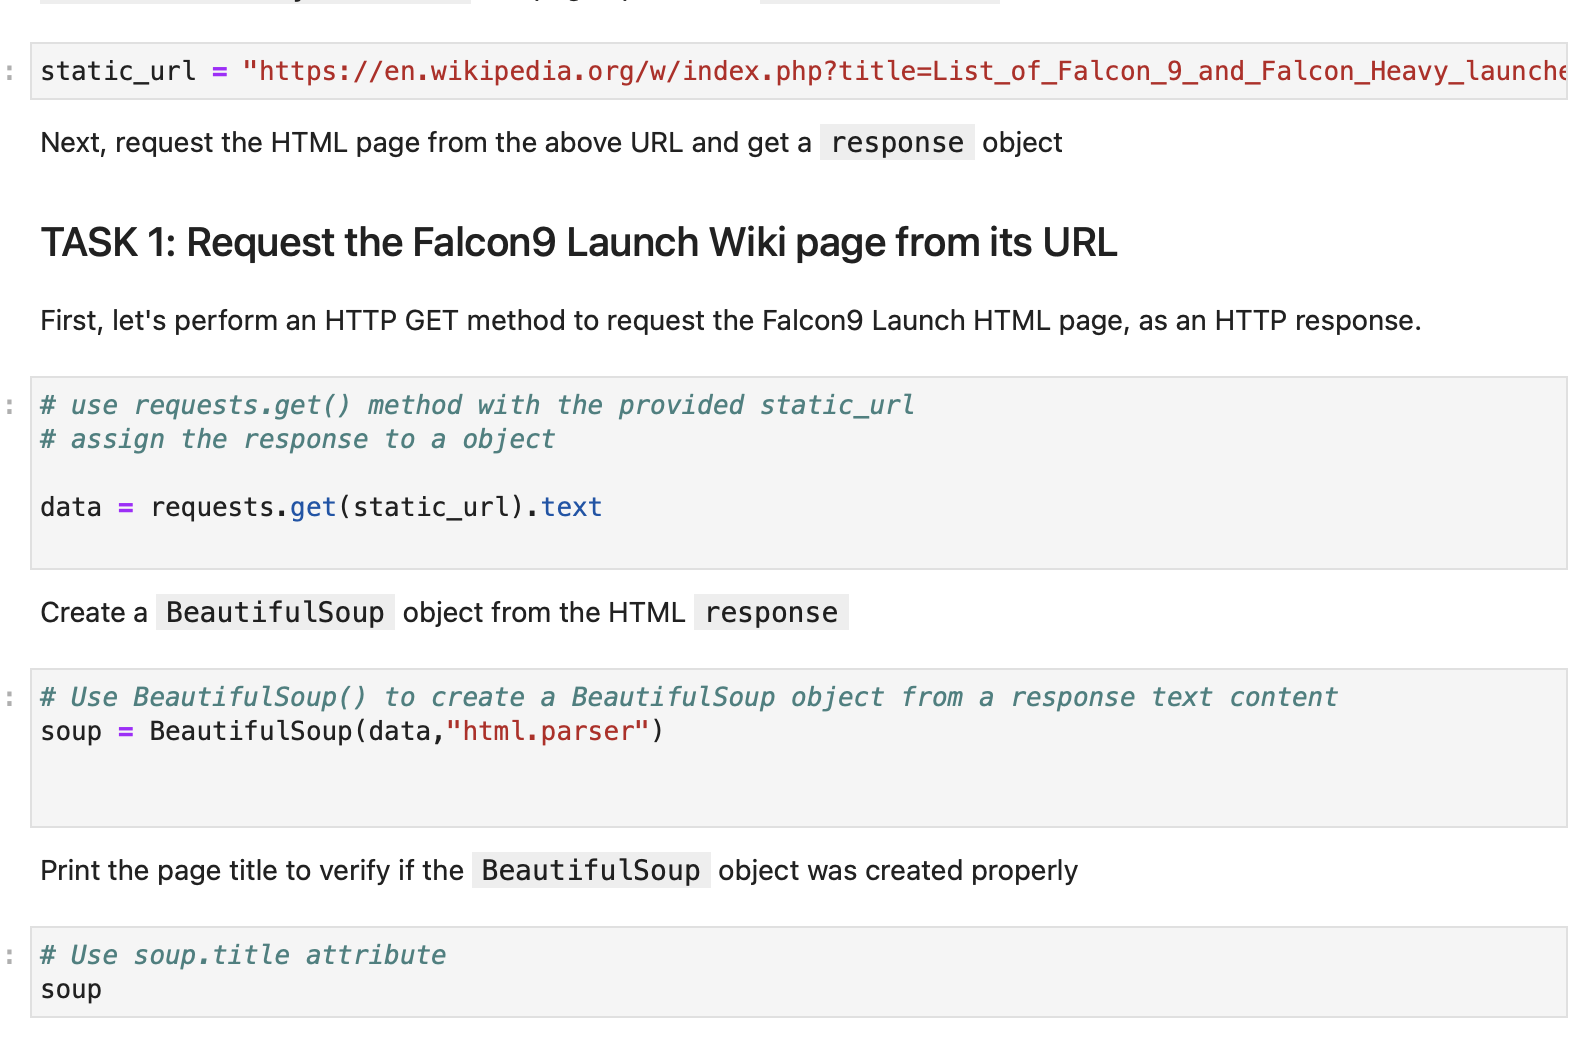 static_url = "https://en.wikipedia.org/w/index.php?title=List_of_Falcon_9_and_Falcon_Heavy_launche
Next, request the HTML page from the above URL and get a response object
TASK 1: Request the Falcon9 Launch Wiki page from its URL
First, let's perform an HTTP GET method to request the Falcon9 Launch HTML page, as an HTTP response.
# use requests.get() method with the provided static_url
# assign the response to a object
data = requests.get(static_url).text
Create a BeautifulSoup object from the HTML response
# Use BeautifulSoup() to create a BeautifulSoup object from a response text content
soup = BeautifulSoup(data,"html.parser")
Print the page title to verify if the BeautifulSoup object was created properly
# Use soup.title attribute
soup